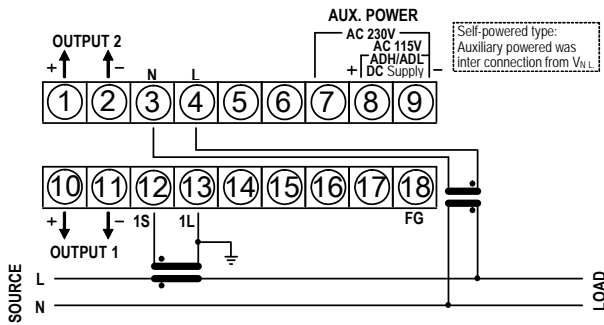 AUX. POWER
OUTPUT 2
AC 230V
AC 115V
ADH/ADL
DC Supply
+ −
N L
+ −
Self-powered type:
Auxiliary powered was
inter connection from VN L
1 2 3 4 5 6 7 8 9
10 11 12 13 14 15 16 17 18
+ − 1S 1L FG
OUTPUT 1
SOURCE
L
N
LOAD